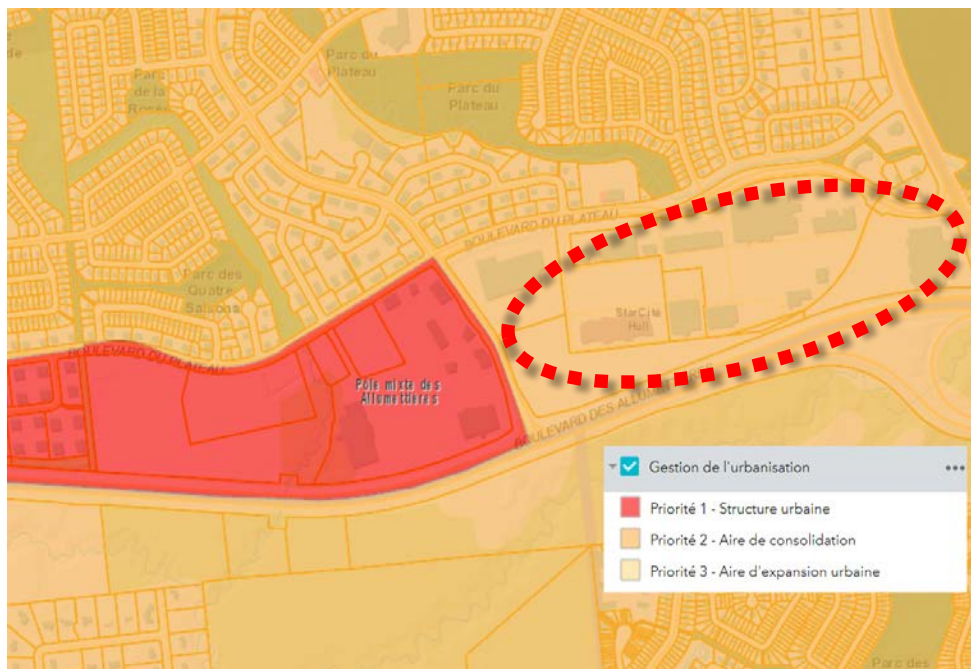 Parc du
Plateau
Parc
de la
Parc du
Plateau
BOULEVARD DU PLATEAU
Parc des
Quatre
Saisons
StarCité
Hull
BOULEVARD DU PLATEAU
Pôle mixte des
Allumettières
BOULEVARD DES
Gestion de l'urbanisation
Priorité 1 - Structure urbaine
Priorité 2 - Aire de consolidation
Priorité 3 - Aire d'expansion urbaine
Parc des